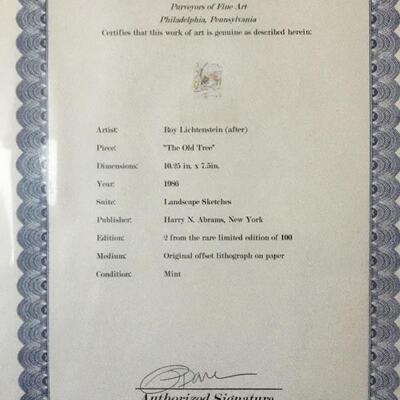 Purveyors of Fine Art
Philadelphia, Pennsylvania
Certifies that this work of art is genuine as described herein:
Artist: Roy Lichtenstein (after)
Piece: "The Old Tree"
Dimensions: 10.25 in. x 7.5in.
Year: 1986
Suite: Landscape Sketches
Publisher: Harry N. Abrams, New York
Edition: 2 from the rare limited edition of 100
Medium: Original offset lithograph on paper
Condition: Mint
Authorized Signature